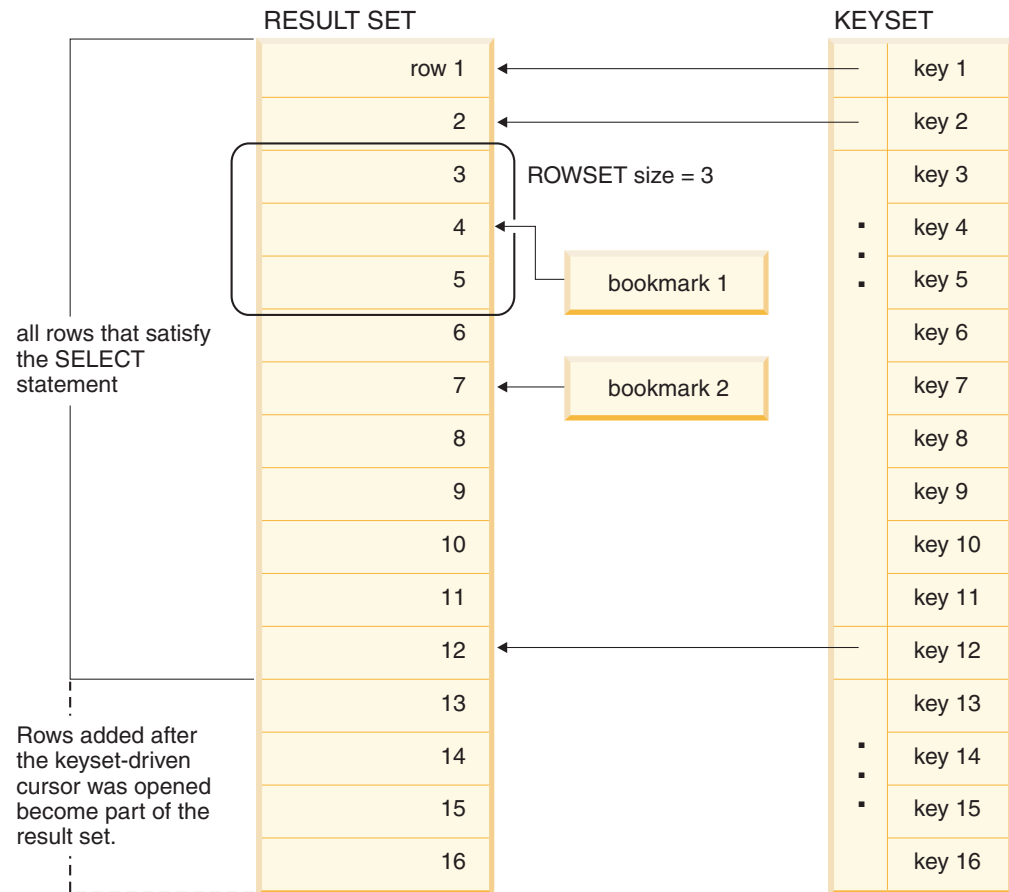 RESULT SET
KEYSET
row 1
key 1
2
key 2
3
ROWSET size = 3
key 3
4
key 4
5
bookmark 1
key 5
all rows that satisfy
the SELECT
statement
6
key 6
7
bookmark 2
key 7
8
key 8
9
key 9
10
key 10
11
key 11
12
key 12
13
key 13
Rows added after
the keyset-driven
cursor was opened
become part of the
result set.
14
key 14
15
key 15
16
key 16